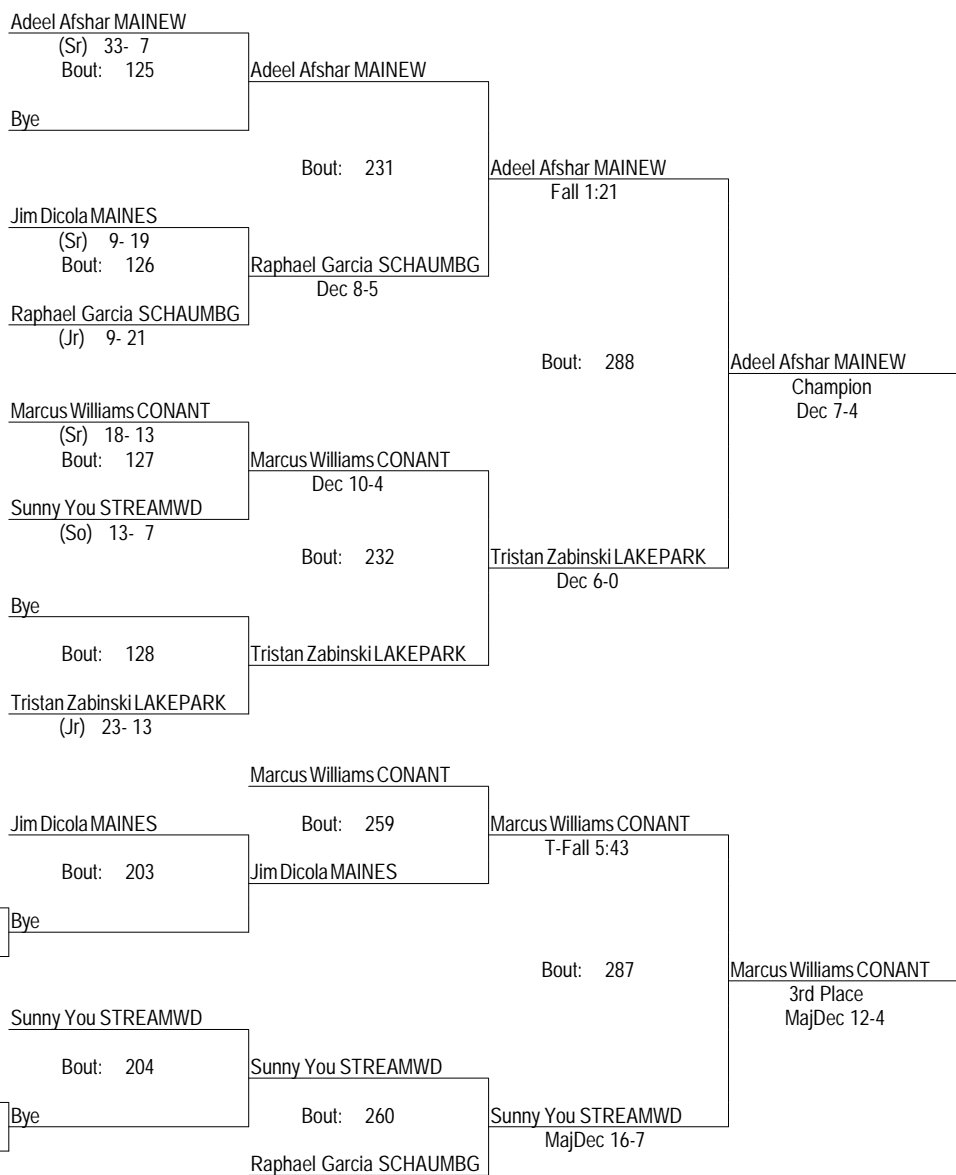 Adeel Afshar MAINEW
(Sr) 33- 7
Bout: 125
Adeel Afshar MAINEW
Bye
Bout: 231
Adeel Afshar MAINEW
Fall 1:21
Jim Dicola MAINES
(Sr) 9- 19
Bout: 126
Raphael Garcia SCHAUMBG
Dec 8-5
Raphael Garcia SCHAUMBG
(Jr) 9- 21
Bout: 288
Adeel Afshar MAINEW
Champion
Dec 7-4
Marcus Williams CONANT
(Sr) 18- 13
Bout: 127
Marcus Williams CONANT
Dec 10-4
Sunny You STREAMWD
(So) 13- 7
Bout: 232
Tristan Zabinski LAKEPARK
Dec 6-0
Bye
Bout: 128
Tristan Zabinski LAKEPARK
Tristan Zabinski LAKEPARK
(Jr) 23- 13
Marcus Williams CONANT
Jim Dicola MAINES
Bout: 259
Marcus Williams CONANT
T-Fall 5:43
Bout: 203
Jim Dicola MAINES
Bye
Bout: 287
Marcus Williams CONANT
3rd Place
MajDec 12-4
Sunny You STREAMWD
Bout: 204
Sunny You STREAMWD
Bye
Bout: 260
Sunny You STREAMWD
MajDec 16-7
Raphael Garcia SCHAUMBG